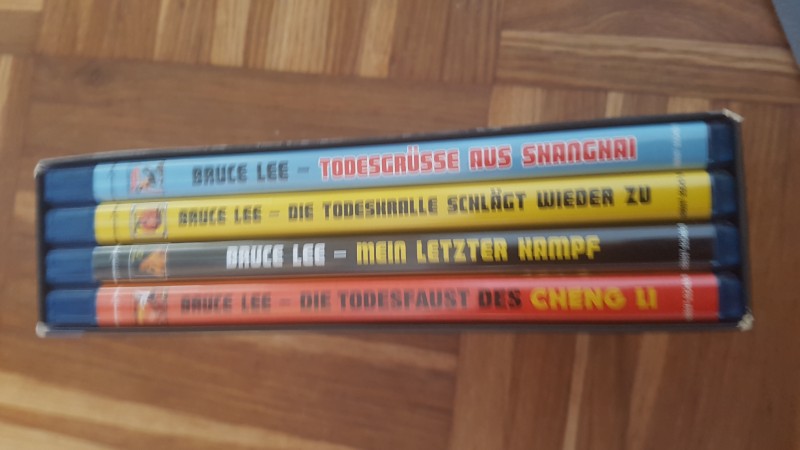 BRUCE LEE – TODESGRÜSSE AUS SHANGHAI
BRUCE LEE – DIE TODESKRALLE SCHLÄGT WIEDER ZU
BRUCE LEE – MEIN LETZTER KAMPF
BRUCE LEE – DIE TODESFAUST DES CHENG LI